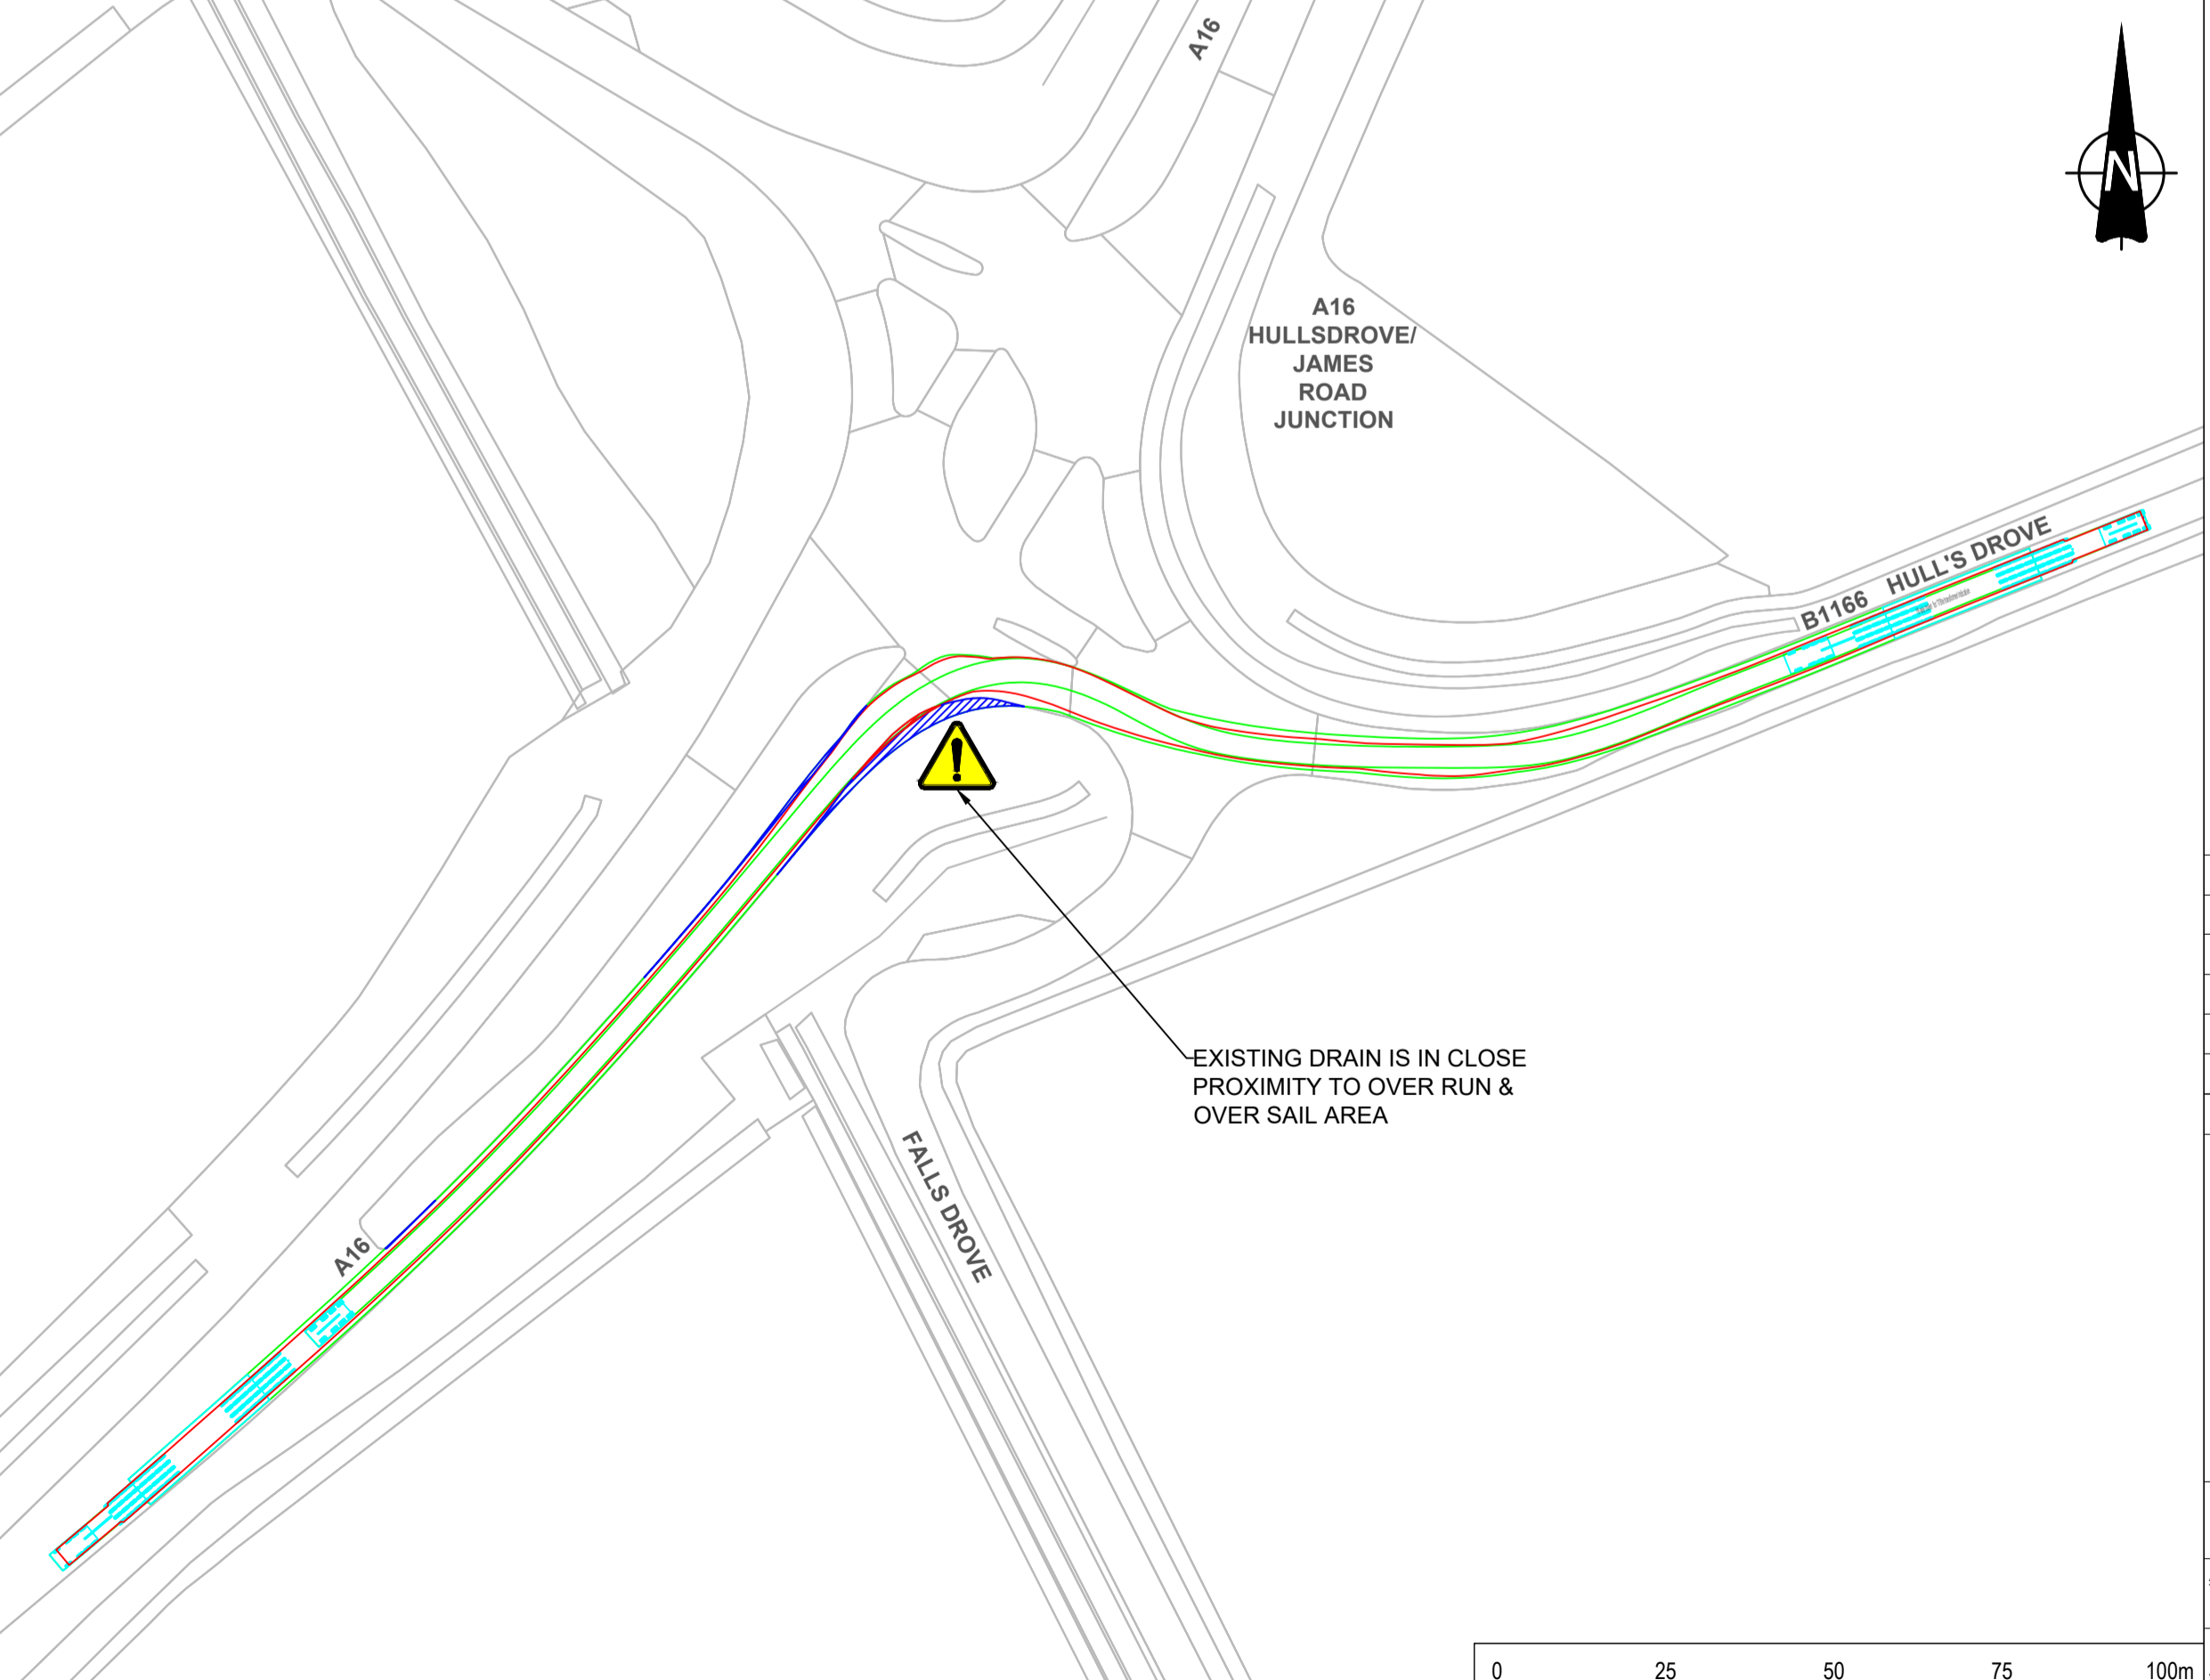 A16
N
A16
HULLSDROVE/
JAMES
ROAD
JUNCTION
B1166 HULL'S DROVE
EXISTING DRAIN IS IN CLOSE
PROXIMITY TO OVER RUN &
OVER SAIL AREA
FALLS DROVE
A16
0 25 50 75 100m